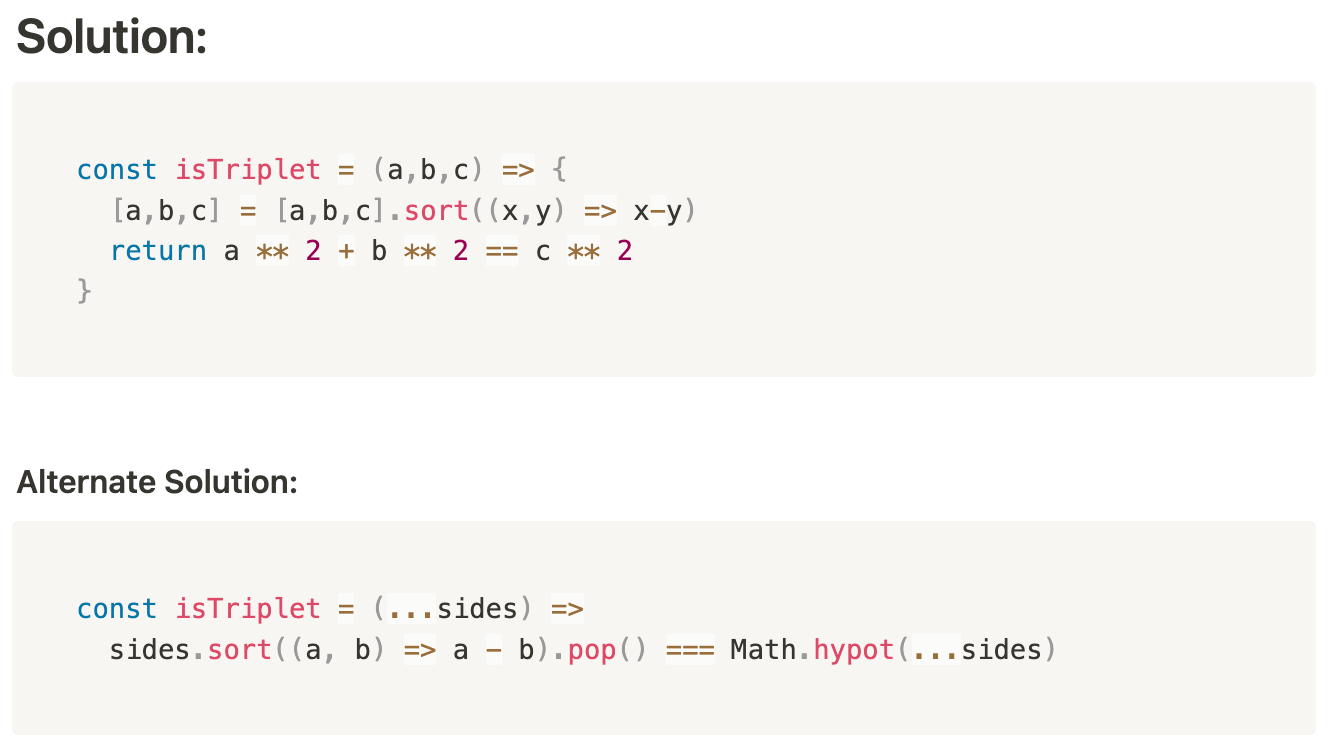 Solution:
const isTriplet = (a,b,c) => {
  [a,b,c] = [a,b,c].sort((x,y) => x-y)
  return a ** 2 + b ** 2 == c ** 2
}
Alternate Solution:
const isTriplet = (...sides) =>
  sides.sort((a, b) => a - b).pop() === Math.hypot(...sides)